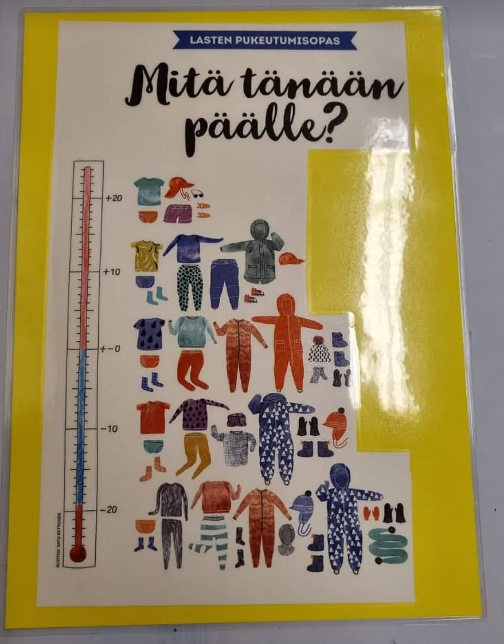 LASTEN PUKEUTUMISOPAS
Mitä tänään
päälle?
+20
+10
+-0
-10
-20